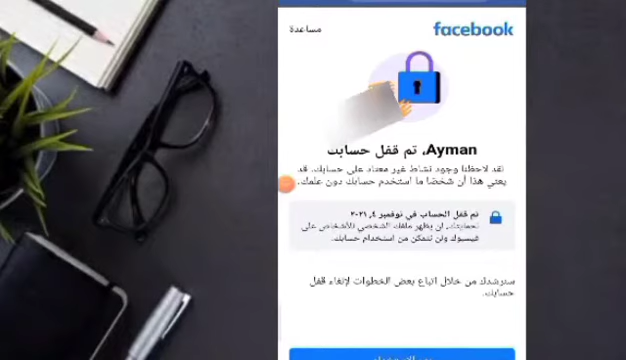 مساعدة
facebook
Ayman، تم قفل حسابك
لقد لاحظنا وجود نشاط غير معتاد على حسابك. قد
يعني هذا أن شخصًا ما استخدم حسابك دون علمك.
تم قفل الحساب في نوفمبر ٤, ٢٠٢١
لحمايتك، لن يظهر ملفك الشخصي للأشخاص على
فيسبوك ولن تتمكن من استخدام حسابك.
سنرشدك من خلال اتباع بعض الخطوات لإلغاء قفل
حسابك.